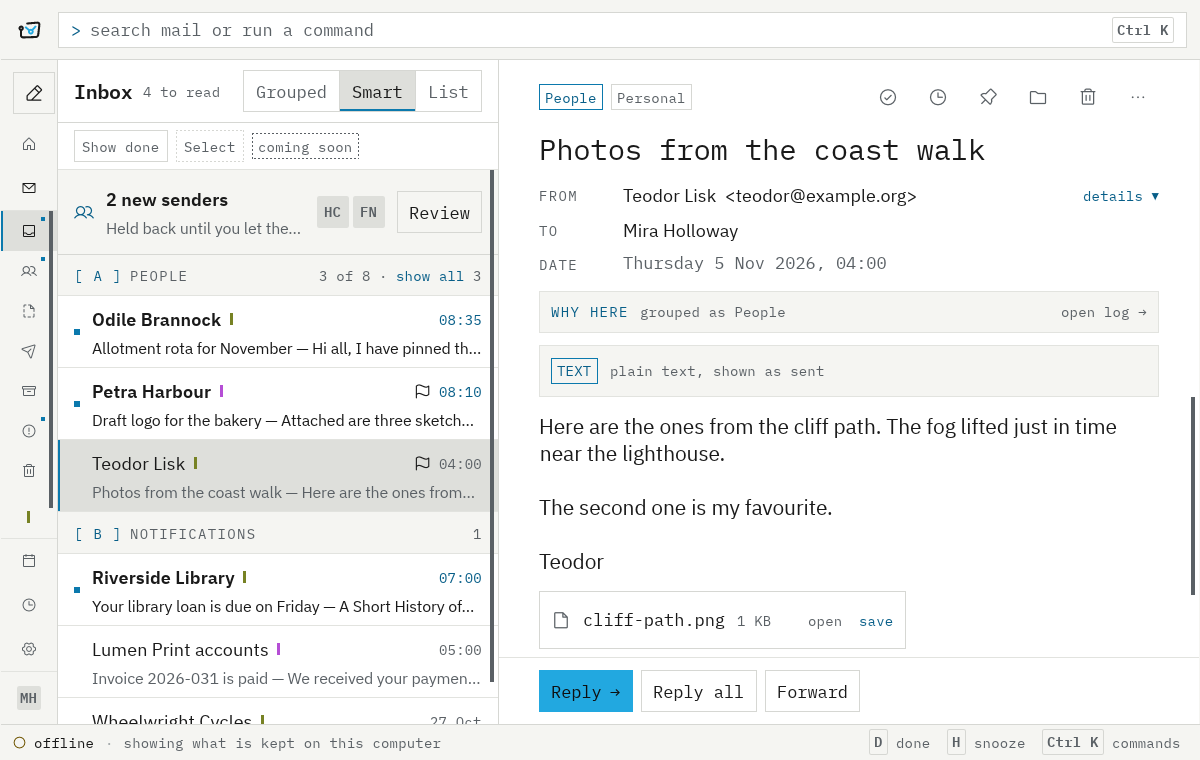 > search mail or run a command Ctrl K
Inbox 4 to read Grouped Smart List
Show done Select coming soon
2 new senders
Held back until you let the... HC FN Review
[ A ] PEOPLE 3 of 8 · show all 3
Odile Brannock 08:35
Allotment rota for November — Hi all, I have pinned th...
Petra Harbour 08:10
Draft logo for the bakery — Attached are three sketch...
Teodor Lisk 04:00
Photos from the coast walk — Here are the ones from...
[ B ] NOTIFICATIONS 1
Riverside Library 07:00
Your library loan is due on Friday — A Short History of...
Lumen Print accounts 05:00
Invoice 2026-031 is paid — We received your paymen...
Wheelwright Cycles 27 Oct
MH
People Personal ...
Photos from the coast walk
FROM Teodor Lisk <teodor@example.org> details ▼
TO Mira Holloway
DATE Thursday 5 Nov 2026, 04:00
WHY HERE grouped as People open log →
TEXT plain text, shown as sent
Here are the ones from the cliff path. The fog lifted just in time
near the lighthouse.
The second one is my favourite.
Teodor
cliff-path.png 1 KB open save
Reply → Reply all Forward
offline · showing what is kept on this computer D done H snooze Ctrl K commands